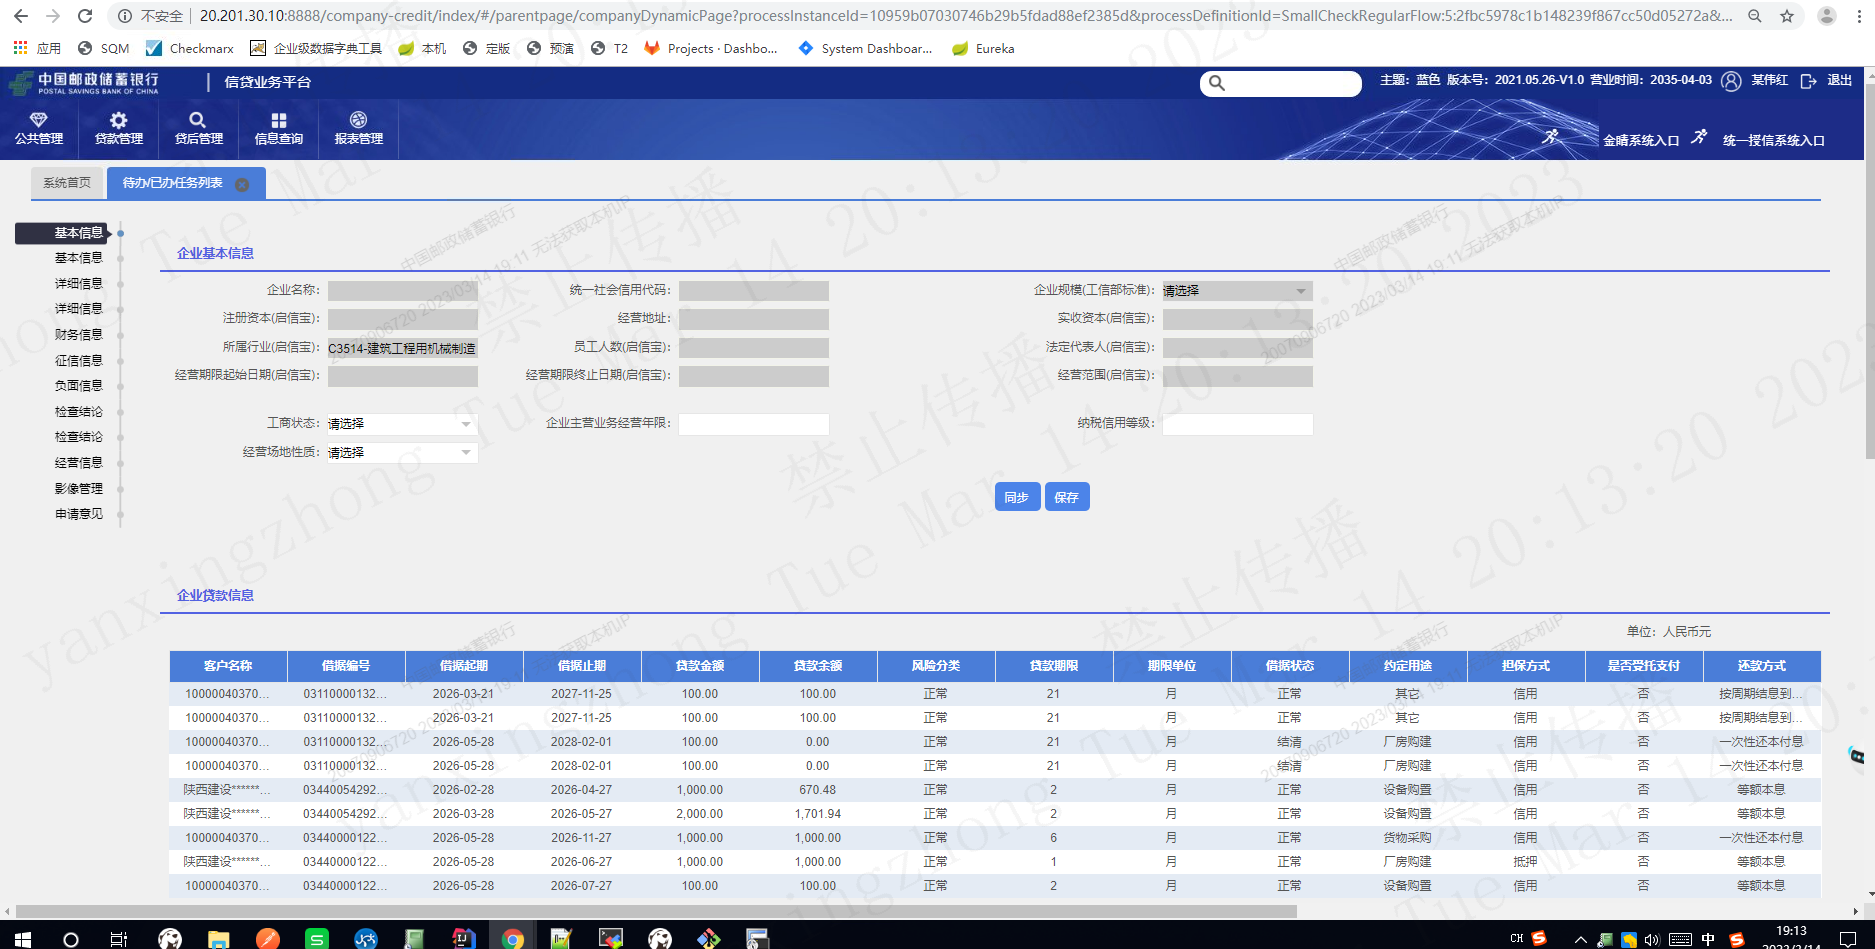 不安全 20.201.30.10:8888/company-credit/index/#/parentpage/companyDynamicPage?processInstanceId=10959b07030746b29b5fdad88ef2385d&processDefinitionId=SmallCheckRegularFlow:5:2fbc5978c1b148239f867cc50d05272a&...
应用 SQM Checkmarx 企业级数据字典工具 本机 定版 预演 T2 Projects · Dashbo... System Dashboar... Eureka
中国邮政储蓄银行
POSTAL SAVINGS BANK OF CHINA
信贷业务平台
主题: 蓝色 版本号: 2021.05.26-V1.0 营业时间: 2035-04-03 某伟红 退出
公共管理 贷款管理 贷后管理 信息查询 报表管理
金睛系统入口 统一授信系统入口
系统首页 待办/已办任务列表
基本信息
基本信息
详细信息
详细信息
财务信息
征信信息
负面信息
检查结论
检查结论
经营信息
影像管理
申请意见
企业基本信息
企业名称: 统一社会信用代码: 企业规模(工信部标准): 请选择
注册资本(启信宝): 经营地址: 实收资本(启信宝):
所属行业(启信宝): C3514-建筑工程用机械制造 员工人数(启信宝): 法定代表人(启信宝):
经营期限起始日期(启信宝): 经营期限终止日期(启信宝): 经营范围(启信宝):
工商状态: 请选择 企业主营业务经营年限: 纳税信用等级:
经营场地性质: 请选择
同步 保存
企业贷款信息
单位: 人民币元
客户名称 借据编号 借据起期 借据止期 贷款金额 贷款余额 风险分类 贷款期限 期限单位 借据状态 约定用途 担保方式 是否受托支付 还款方式
10000040370... 03110000132... 2026-03-21 2027-11-25 100.00 100.00 正常 21 月 正常 其它 信用 否 按周期结息到...
10000040370... 03110000132... 2026-03-21 2027-11-25 100.00 100.00 正常 21 月 正常 其它 信用 否 按周期结息到...
10000040370... 03110000132... 2026-05-28 2028-02-01 100.00 0.00 正常 21 月 结清 厂房购建 信用 否 一次性还本付息
10000040370... 03110000132... 2026-05-28 2028-02-01 100.00 0.00 正常 21 月 结清 厂房购建 信用 否 一次性还本付息
陕西建设******... 03440054292... 2026-02-28 2026-04-27 1,000.00 670.48 正常 2 月 正常 设备购置 信用 否 等额本息
陕西建设******... 03440054292... 2026-03-28 2026-05-27 2,000.00 1,701.94 正常 2 月 正常 设备购置 信用 否 等额本息
10000040370... 03440000122... 2026-05-28 2026-11-27 1,000.00 1,000.00 正常 6 月 正常 货物采购 信用 否 一次性还本付息
陕西建设******... 03440000122... 2026-05-28 2026-06-27 1,000.00 1,000.00 正常 1 月 正常 厂房购建 抵押 否 等额本息
10000040370... 03440000122... 2026-05-28 2026-07-27 100.00 100.00 正常 2 月 正常 设备购置 信用 否 等额本息
yanxingzhong Tue Mar 14 20:13:20 2023
禁止传播
中国邮政储蓄银行
20070906720 2023/03/14 19:11 无法获取本机IP
CH 中 19:13